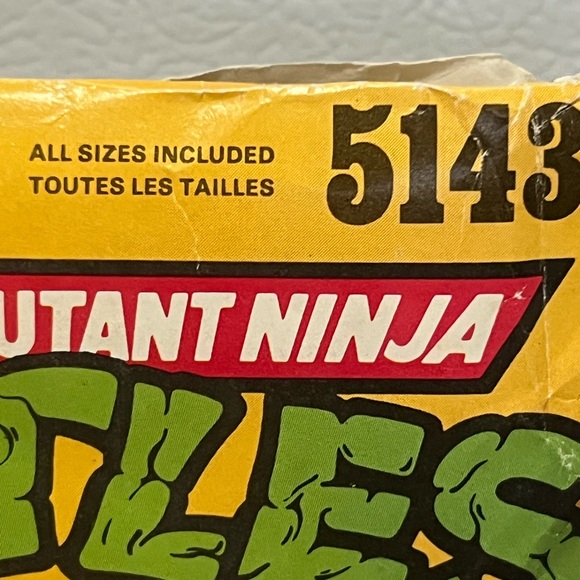 ALL SIZES INCLUDED
TOUTES LES TAILLES
5143
UTANT NINJA
TLES